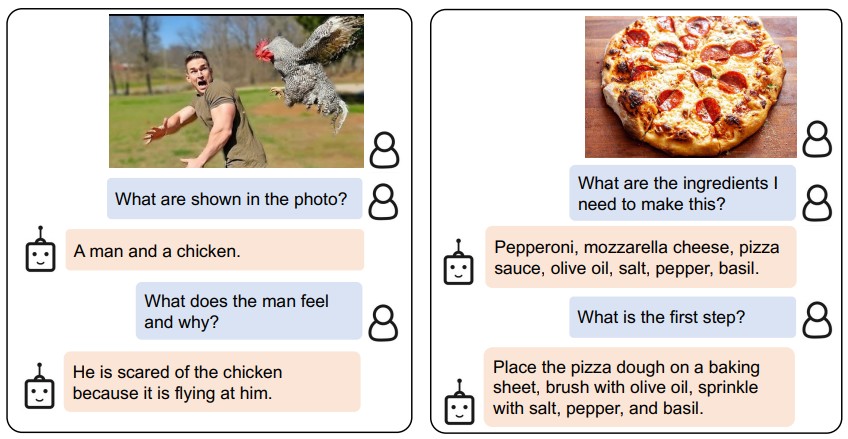 What are shown in the photo?
A man and a chicken.
What does the man feel
and why?
He is scared of the chicken
because it is flying at him.
What are the ingredients I
need to make this?
Pepperoni, mozzarella cheese, pizza
sauce, olive oil, salt, pepper, basil.
What is the first step?
Place the pizza dough on a baking
sheet, brush with olive oil, sprinkle
with salt, pepper, and basil.